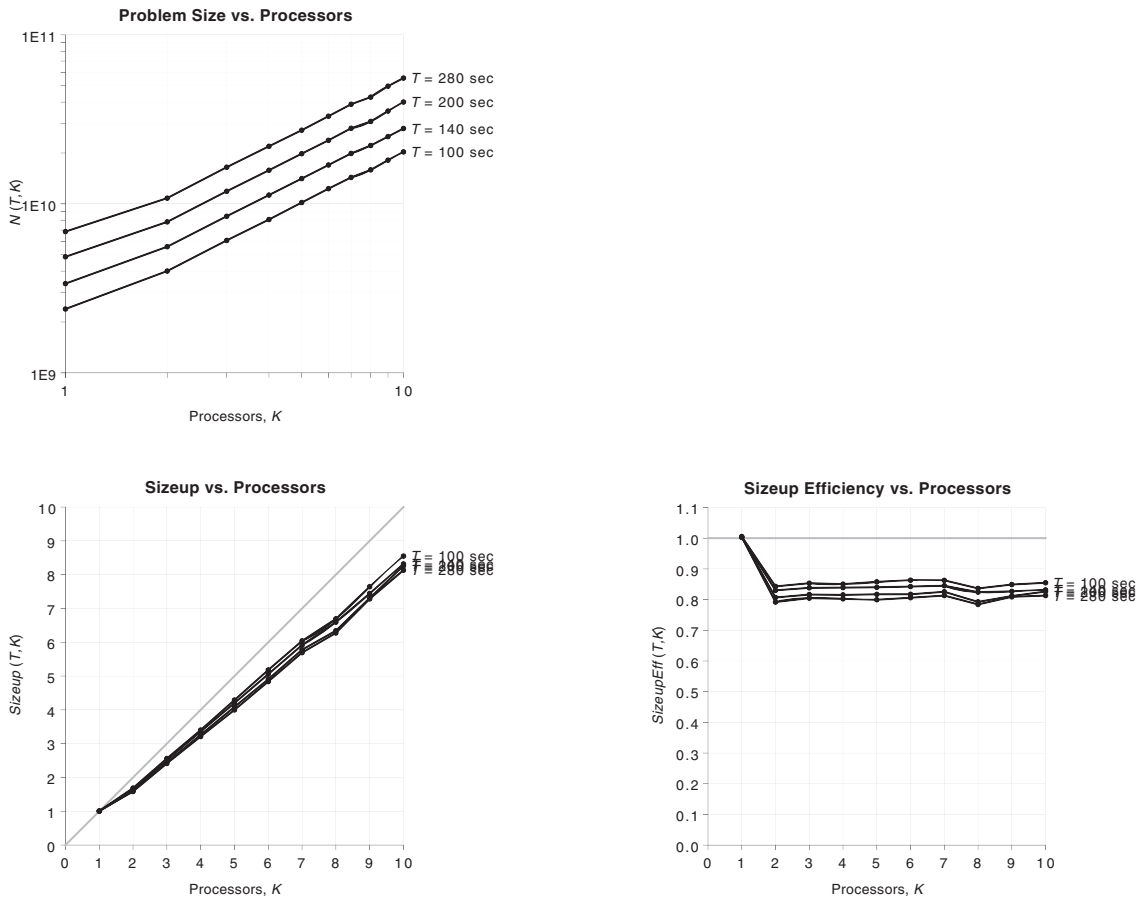 Problem Size vs. Processors
1E11
1E10
1E9
N (T,K)
T = 280 sec
T = 200 sec
T = 140 sec
T = 100 sec
1
10
Processors, K
Sizeup vs. Processors
10
9
8
7
6
5
4
3
2
1
0
Sizeup (T,K)
T = 100 sec
T = 280 sec
0 1 2 3 4 5 6 7 8 9 10
Processors, K
Sizeup Efficiency vs. Processors
1.1
1.0
0.9
0.8
0.7
0.6
0.5
0.4
0.3
0.2
0.1
0.0
SizeupEff (T,K)
T = 100 sec
T = 280 sec
0 1 2 3 4 5 6 7 8 9 10
Processors, K